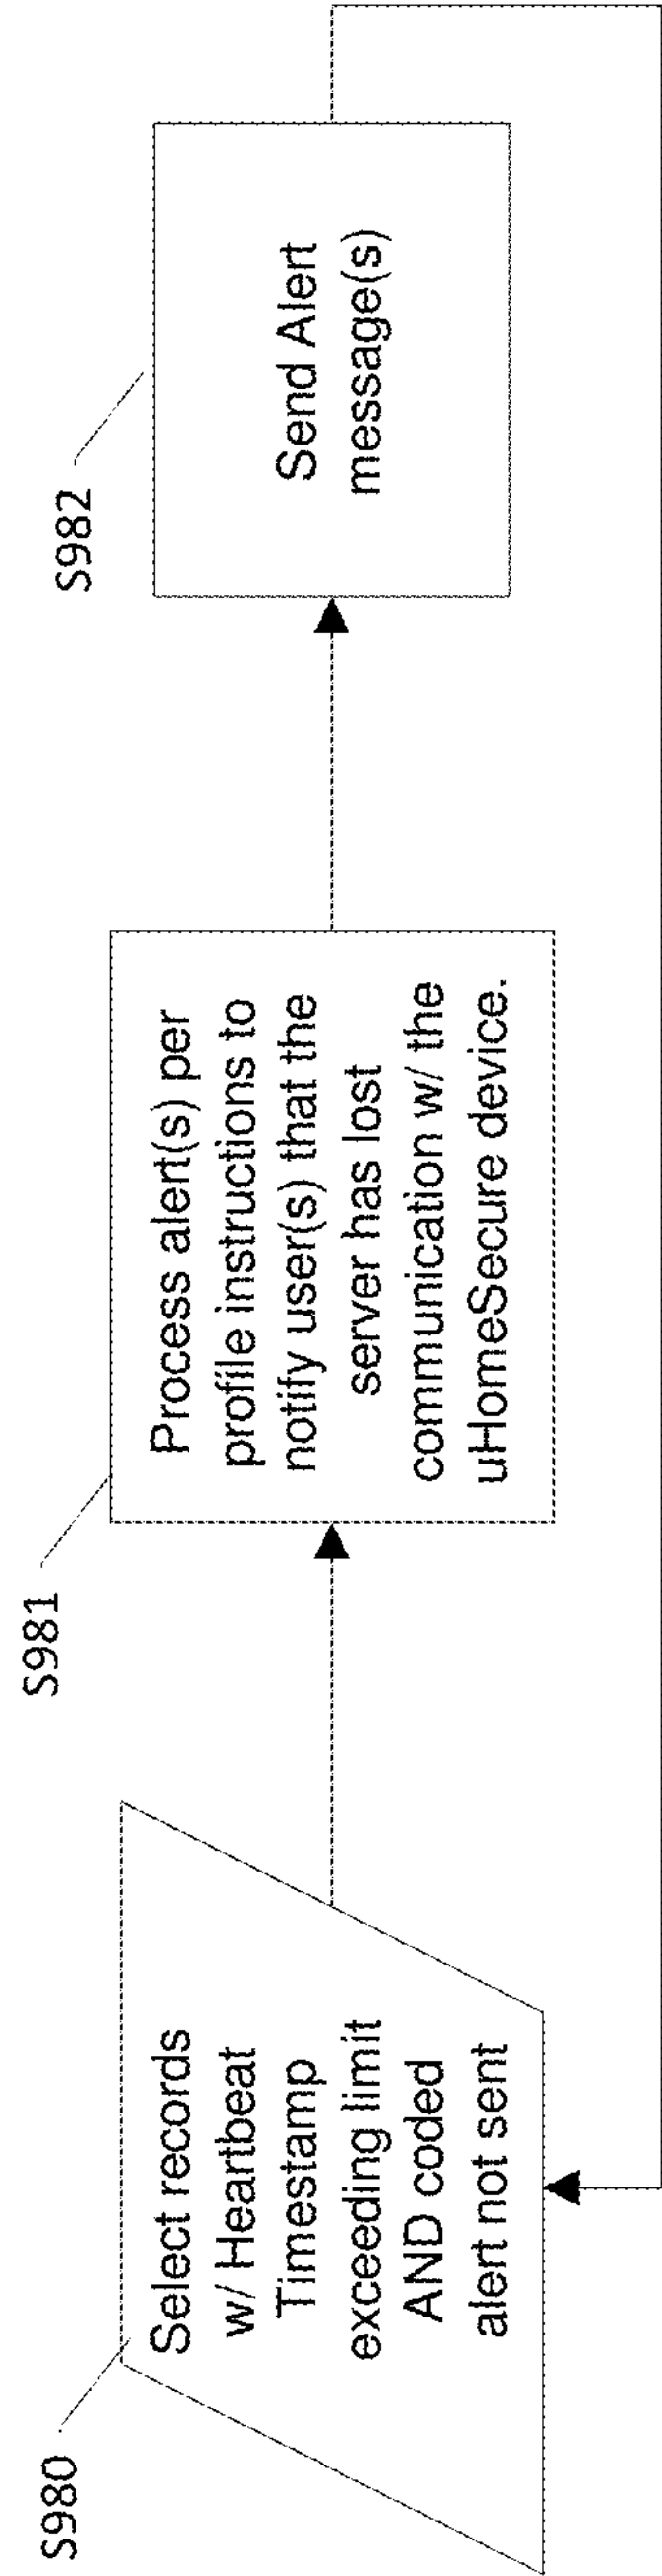 S980
Select records
w/ Heartbeat
Timestamp
exceeding limit
AND coded
alert not sent
S981
Process alert(s) per
profile instructions to
notify user(s) that the
server has lost
communication w/ the
uHomeSecure device.
S982
Send Alert
message(s)